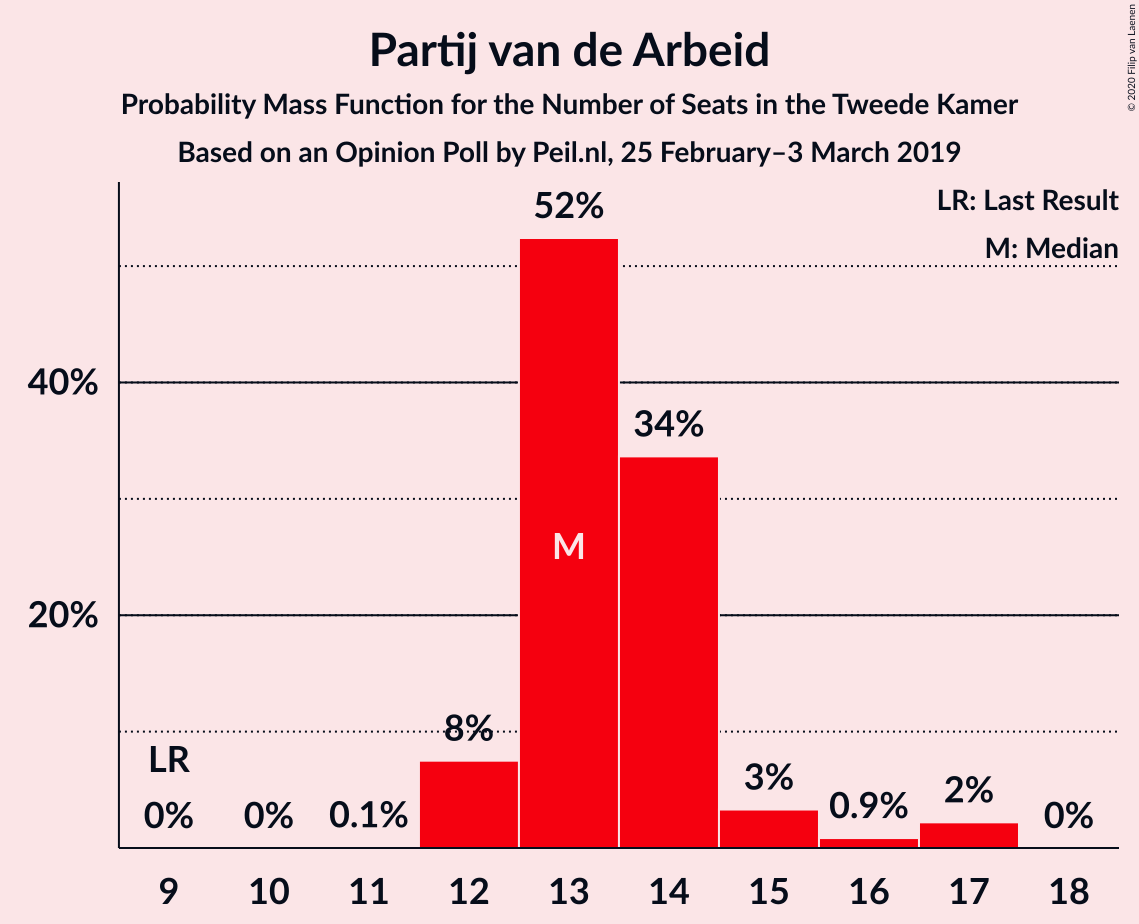 Partij van de Arbeid
Probability Mass Function for the Number of Seats in the Tweede Kamer
Based on an Opinion Poll by Peil.nl, 25 February–3 March 2019
© 2020 Filip van Laenen
LR: Last Result
M: Median
52%
40%
34%
M
20%
8%
LR
3%
2%
0.9%
0%
0%
0.1%
0%
9 10 11 12 13 14 15 16 17 18